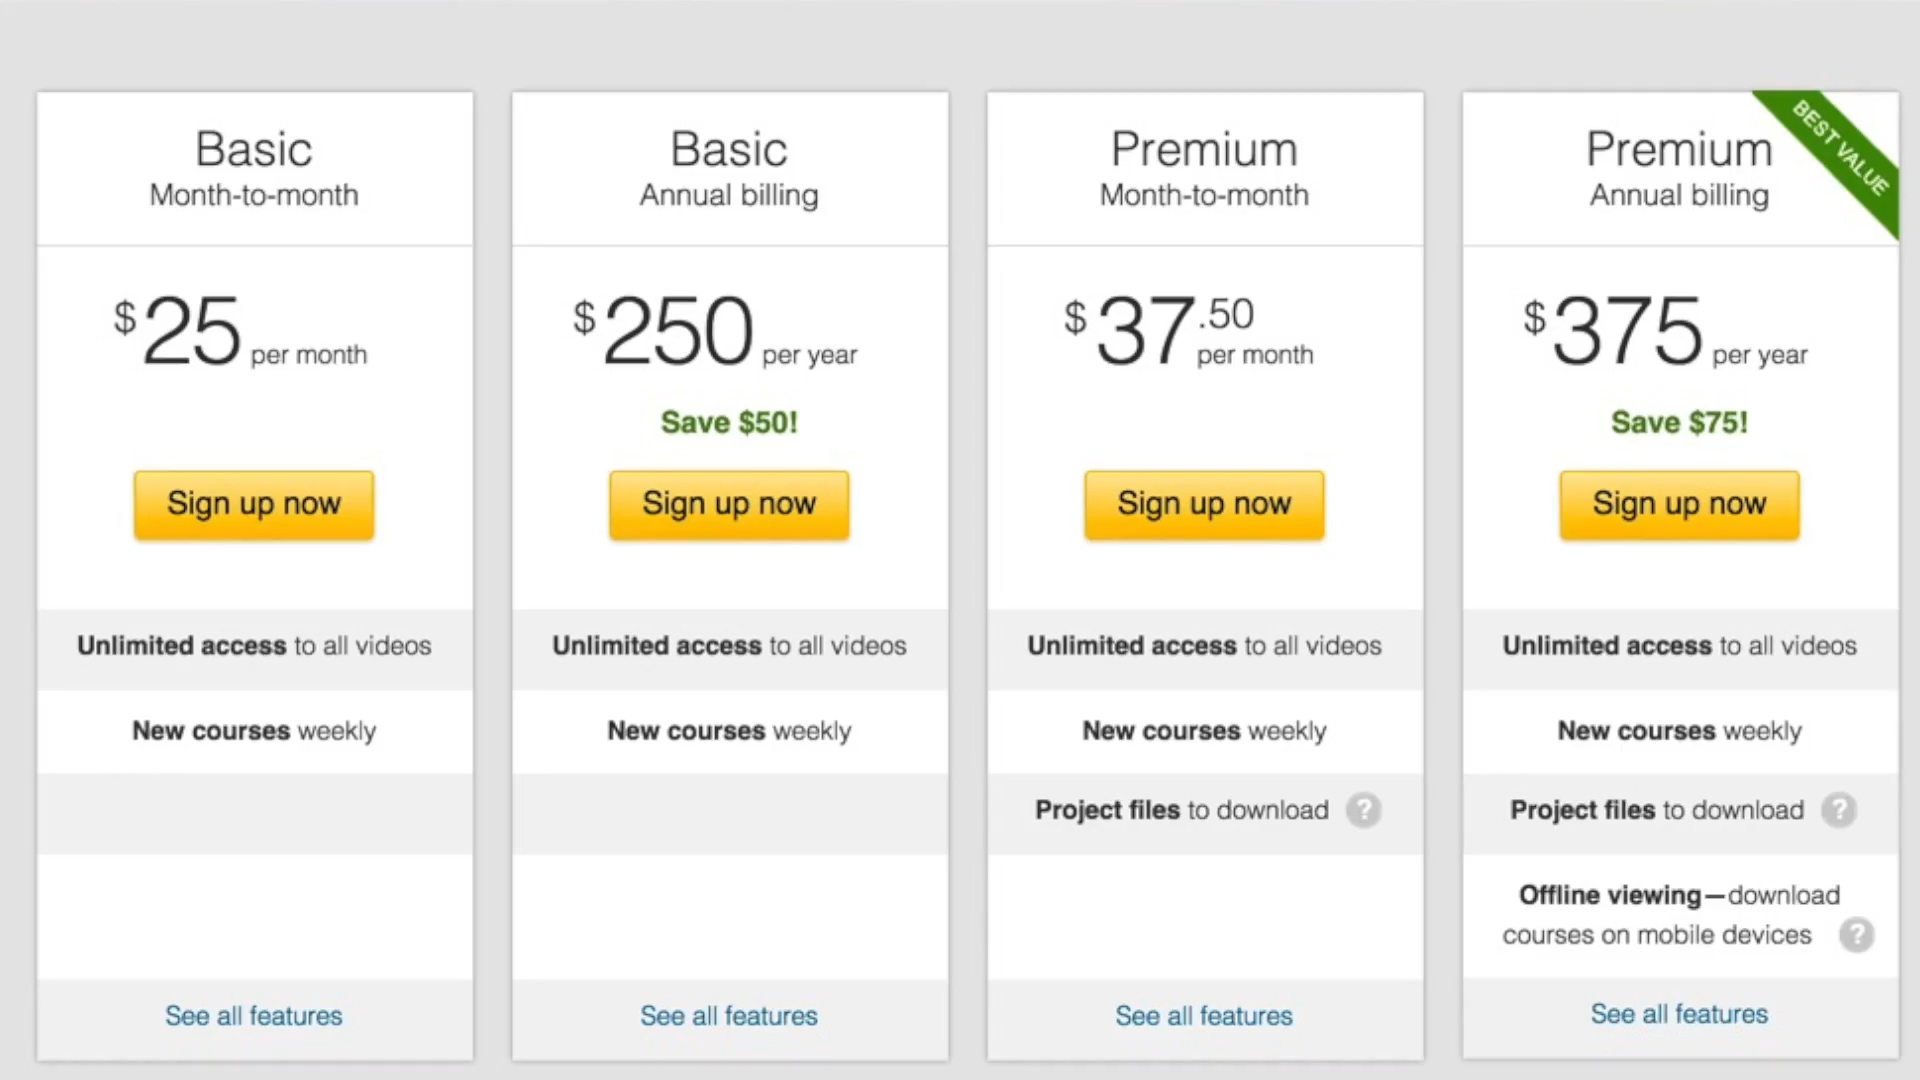 Basic
Month-to-month
$25 per month
Sign up now
Unlimited access to all videos
New courses weekly
See all features
Basic
Annual billing
$250 per year
Save $50!
Sign up now
Unlimited access to all videos
New courses weekly
See all features
Premium
Month-to-month
$37.50 per month
Sign up now
Unlimited access to all videos
New courses weekly
Project files to download ?
See all features
Premium
Annual billing
BEST VALUE
$375 per year
Save $75!
Sign up now
Unlimited access to all videos
New courses weekly
Project files to download ?
Offline viewing—download
courses on mobile devices ?
See all features